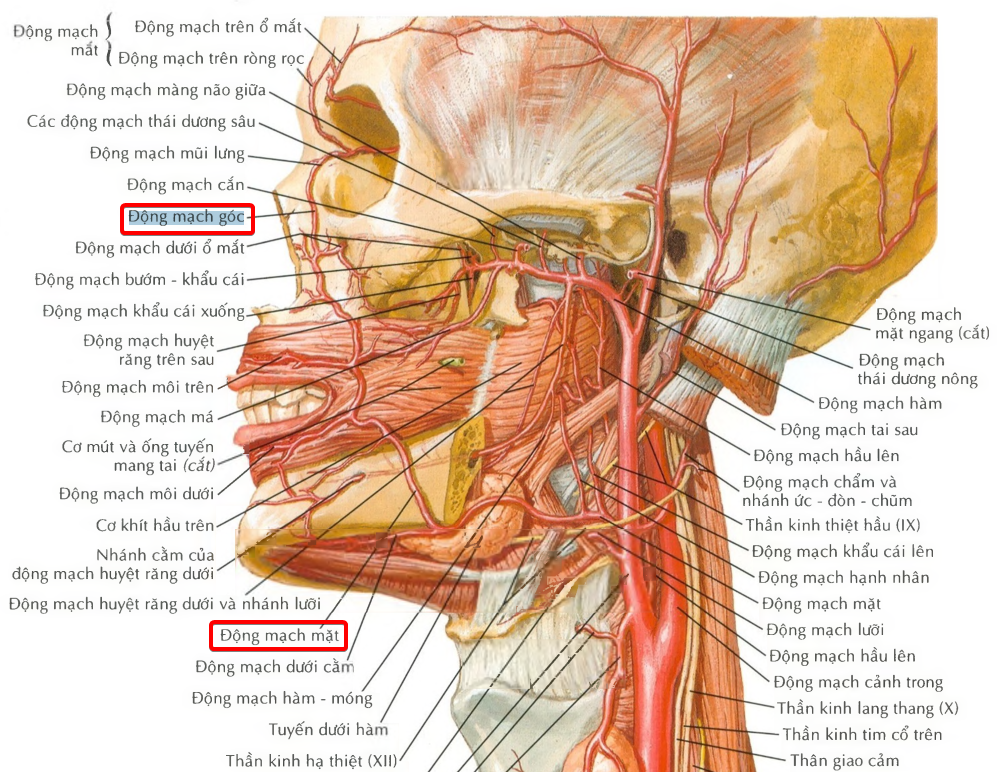 Động mạch mắt
Động mạch trên ổ mắt
Động mạch trên ròng rọc
Động mạch màng não giữa
Các động mạch thái dương sâu
Động mạch mũi lưng
Động mạch cắn
Động mạch góc
Động mạch dưới ổ mắt
Động mạch bướm - khẩu cái
Động mạch khẩu cái xuống
Động mạch huyệt
răng trên sau
Động mạch môi trên
Động mạch má
Cơ mút và ống tuyến
mang tai (cắt)
Động mạch môi dưới
Cơ khít hầu trên
Nhánh cằm của
động mạch huyệt răng dưới
Động mạch huyệt răng dưới và nhánh lưỡi
Động mạch mặt
Động mạch dưới cằm
Động mạch hàm - móng
Tuyến dưới hàm
Thần kinh hạ thiệt (XII)
Động mạch
mặt ngang (cắt)
Động mạch
thái dương nông
Động mạch hàm
Động mạch tai sau
Động mạch hầu lên
Động mạch chẩm và
nhánh ức - đòn - chũm
Thần kinh thiệt hầu (IX)
Động mạch khẩu cái lên
Động mạch hạnh nhân
Động mạch mặt
Động mạch lưỡi
Động mạch hầu lên
Động mạch cảnh trong
Thần kinh lang thang (X)
Thần kinh tim cổ trên
Thân giao cảm